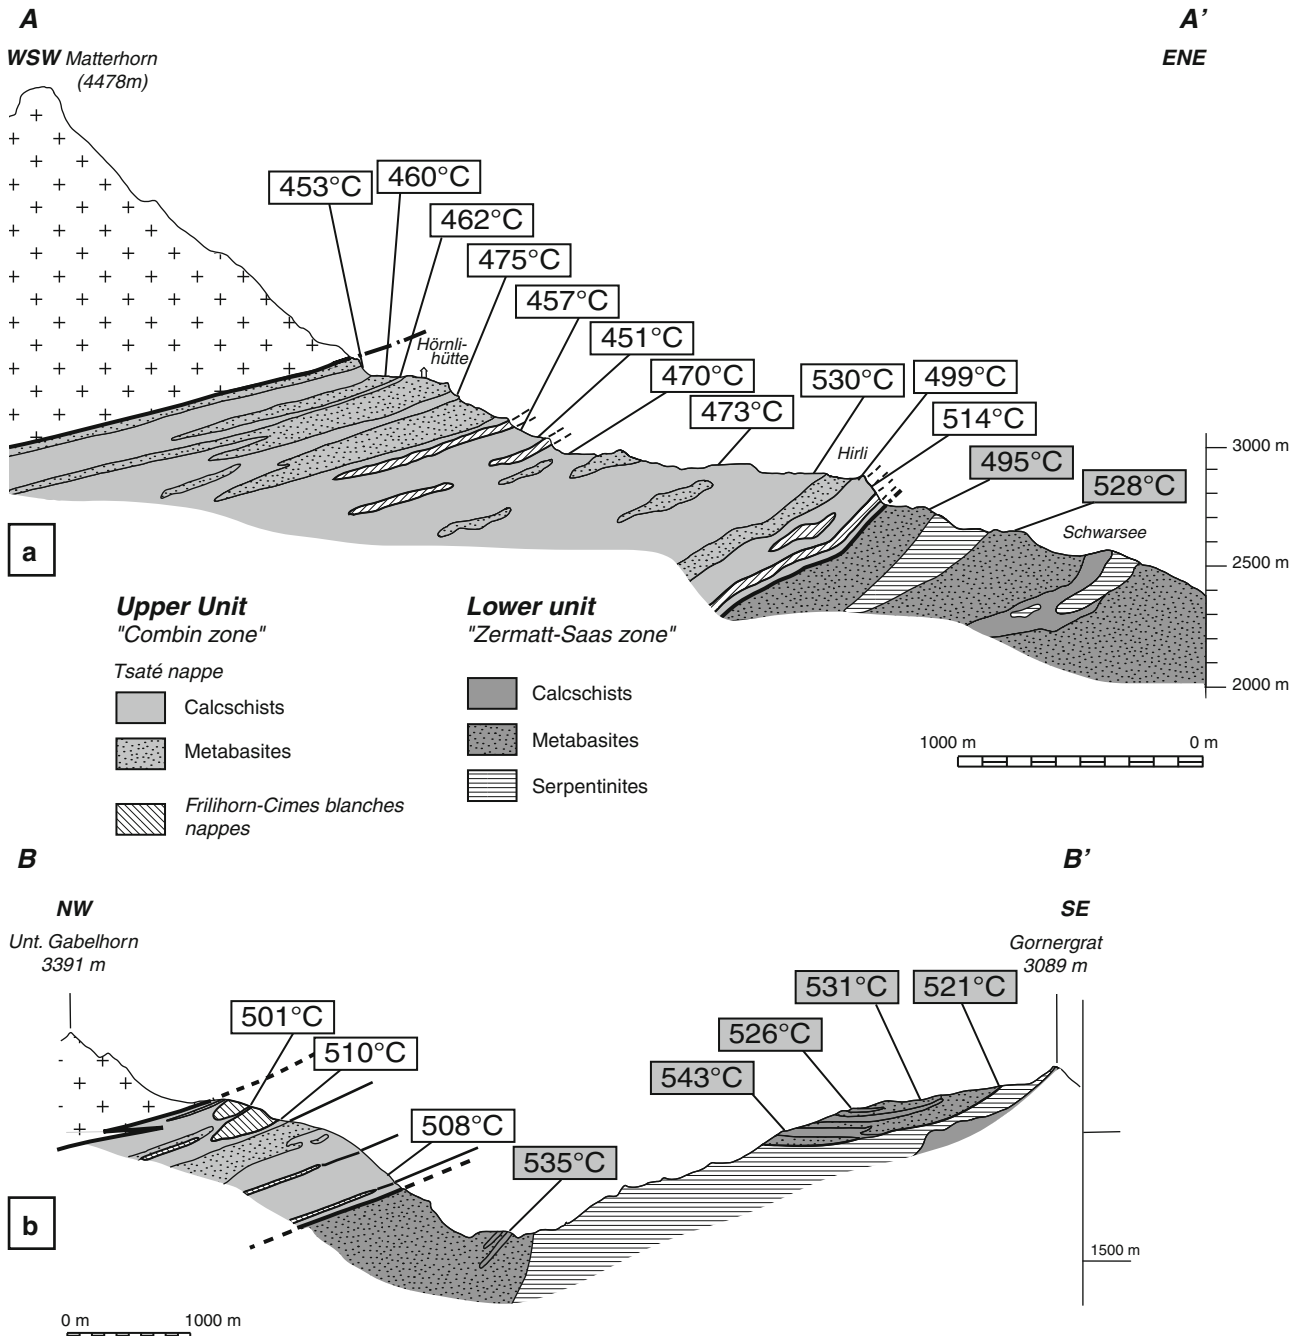 A
A'
WSW Matterhorn
(4478m)
ENE
453°C
460°C
462°C
475°C
457°C
451°C
470°C
473°C
530°C
499°C
514°C
495°C
528°C
Hörnli-
hütte
Hirli
Schwarsee
3000 m
2500 m
2000 m
a
Upper Unit
"Combin zone"
Tsaté nappe
Calcschists
Metabasites
Frilihorn-Cimes blanches
nappes
Lower unit
"Zermatt-Saas zone"
Calcschists
Metabasites
Serpentinites
1000 m
0 m
B
B'
NW
SE
Unt. Gabelhorn
3391 m
Gornergrat
3089 m
501°C
510°C
508°C
535°C
543°C
526°C
531°C
521°C
1500 m
b
0 m
1000 m